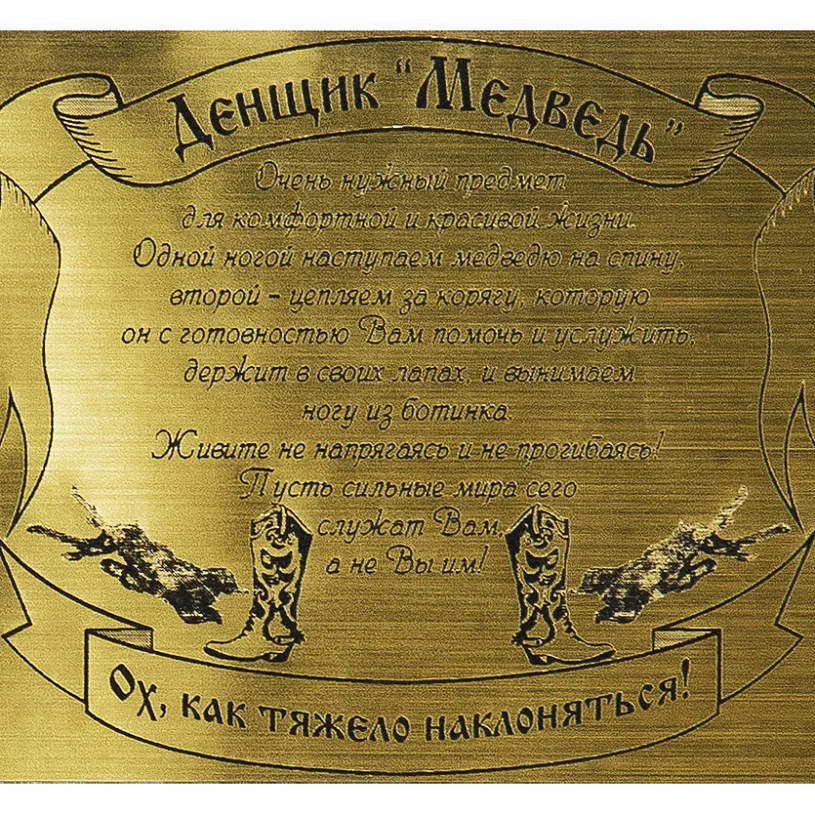 Денщик "Медведь"
Очень нужный предмет
для комфортной и красивой жизни.
Одной ногой наступаем медведю на спину,
второй - цепляем за корягу, которую
он с готовностью Вам помочь и услужить,
держит в своих лапах, и вынимаем
ногу из ботинка.
Живите не напрягаясь и не прогибаясь!
Пусть сильные мира сего
служат Вам,
а не Вы им!
Ох, как тяжело наклоняться!